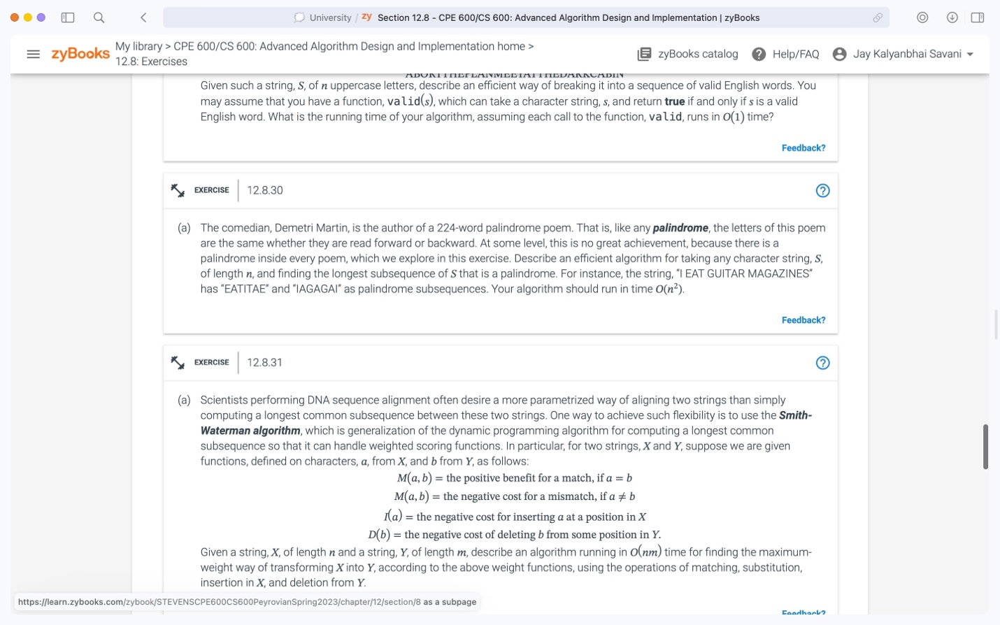 University / zy Section 12.8 - CPE 600/CS 600: Advanced Algorithm Design and Implementation | zyBooks
zyBooks
My library > CPE 600/CS 600: Advanced Algorithm Design and Implementation home >
12.8: Exercises
zyBooks catalog
? Help/FAQ
Jay Kalyanbhai Savani
ABORTTHEPLANMEETATTHEDARKCABIN
Given such a string, S, of n uppercase letters, describe an efficient way of breaking it into a sequence of valid English words. You
may assume that you have a function, valid(s), which can take a character string, s, and return true if and only if s is a valid
English word. What is the running time of your algorithm, assuming each call to the function, valid, runs in O(1) time?
Feedback?
EXERCISE | 12.8.30
?
(a) The comedian, Demetri Martin, is the author of a 224-word palindrome poem. That is, like any palindrome, the letters of this poem
are the same whether they are read forward or backward. At some level, this is no great achievement, because there is a
palindrome inside every poem, which we explore in this exercise. Describe an efficient algorithm for taking any character string, S,
of length n, and finding the longest subsequence of S that is a palindrome. For instance, the string, "I EAT GUITAR MAGAZINES"
has "EATITAE" and "IAGAGAI" as palindrome subsequences. Your algorithm should run in time O(n²).
Feedback?
EXERCISE | 12.8.31
?
(a) Scientists performing DNA sequence alignment often desire a more parametrized way of aligning two strings than simply
computing a longest common subsequence between these two strings. One way to achieve such flexibility is to use the Smith-
Waterman algorithm, which is generalization of the dynamic programming algorithm for computing a longest common
subsequence so that it can handle weighted scoring functions. In particular, for two strings, X and Y, suppose we are given
functions, defined on characters, a, from X, and b from Y, as follows:
M(a, b) = the positive benefit for a match, if a = b
M(a, b) = the negative cost for a mismatch, if a ≠ b
I(a) = the negative cost for inserting a at a position in X
D(b) = the negative cost of deleting b from some position in Y.
Given a string, X, of length n and a string, Y, of length m, describe an algorithm running in O(nm) time for finding the maximum-
weight way of transforming X into Y, according to the above weight functions, using the operations of matching, substitution,
insertion in X, and deletion from Y.
https://learn.zybooks.com/zybook/STEVENSCPE600CS600PeyrovianSpring2023/chapter/12/section/8 as a subpage
Feedback?